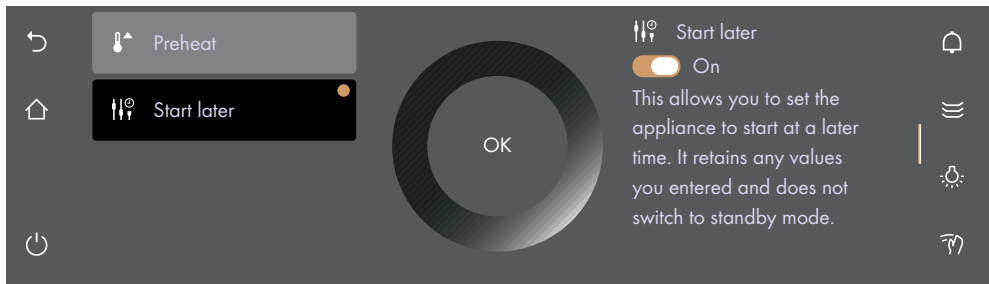 Preheat
Start later
OK
Start later
On
This allows you to set the
appliance to start at a later
time. It retains any values
you entered and does not
switch to standby mode.